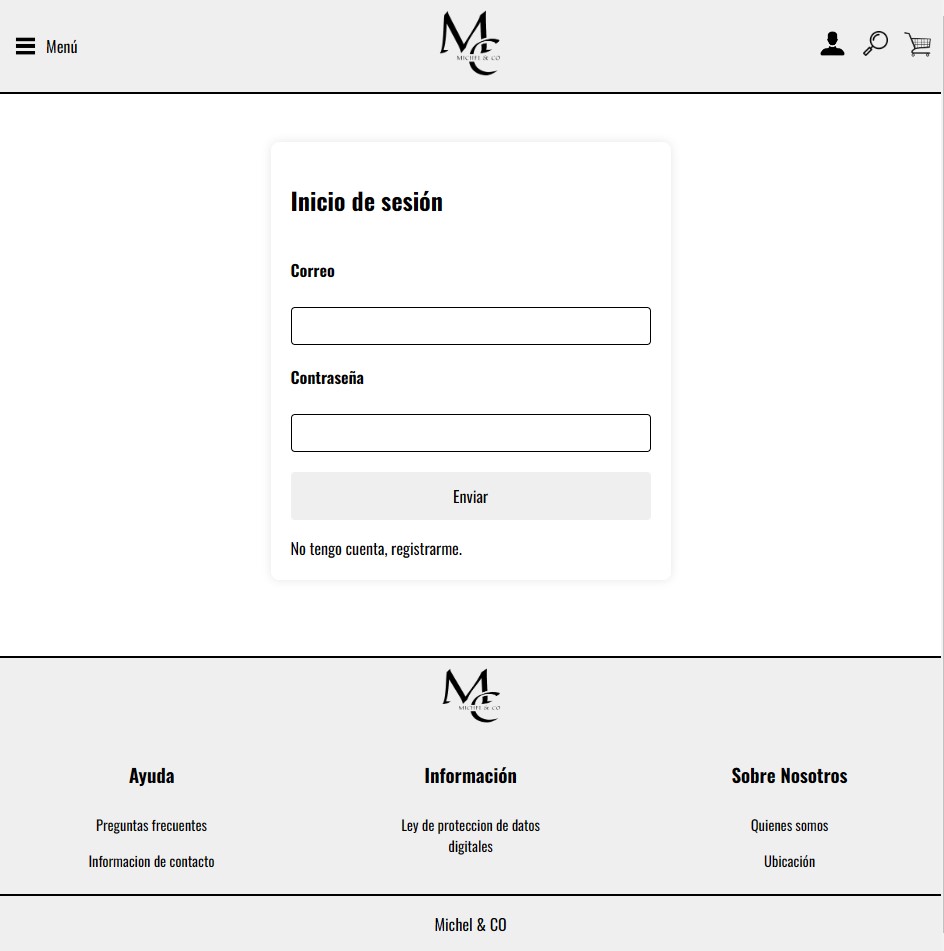 Menú
MC
MICHEL & CO
Inicio de sesión
Correo
Contraseña
Enviar
No tengo cuenta, registrarme.
MC
MICHEL & CO
Ayuda
Preguntas frecuentes
Informacion de contacto
Información
Ley de proteccion de datos
digitales
Sobre Nosotros
Quienes somos
Ubicación
Michel & CO